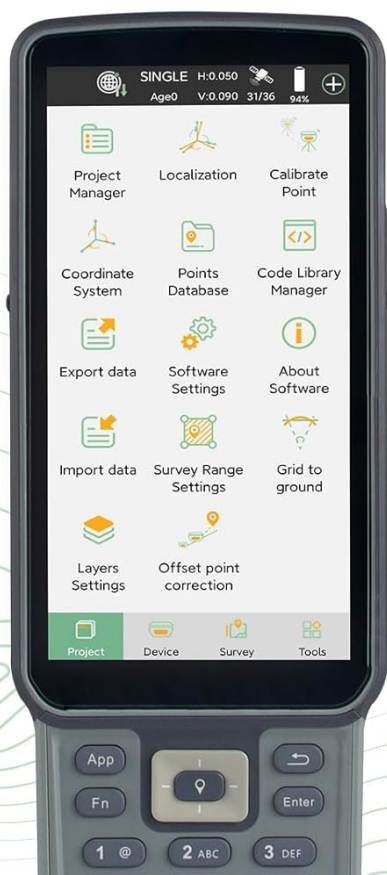 SINGLE H:0.050
Age0 V:0.090 31/36 94%
Project Manager
Localization
Calibrate Point
Coordinate System
Points Database
Code Library Manager
Export data
Software Settings
About Software
Import data
Survey Range Settings
Grid to ground
Layers Settings
Offset point correction
Project Device Survey Tools
App
Fn
Enter
1 @ 2 ABC 3 DEF